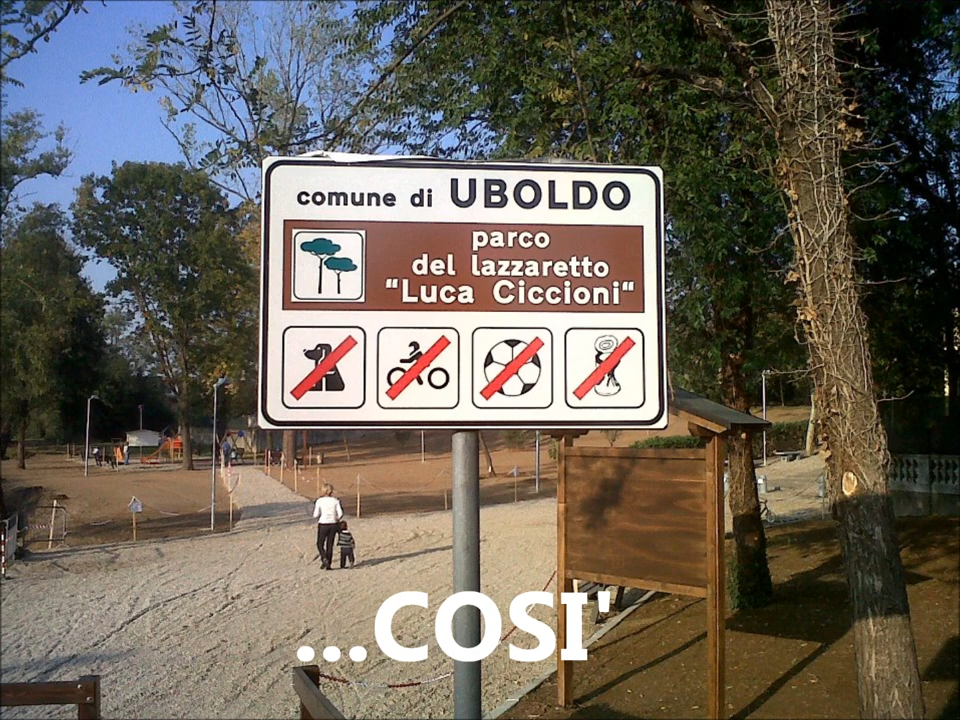 comune di UBOLDO
parco
del lazzaretto
“Luca Ciccioni“
...COSI'